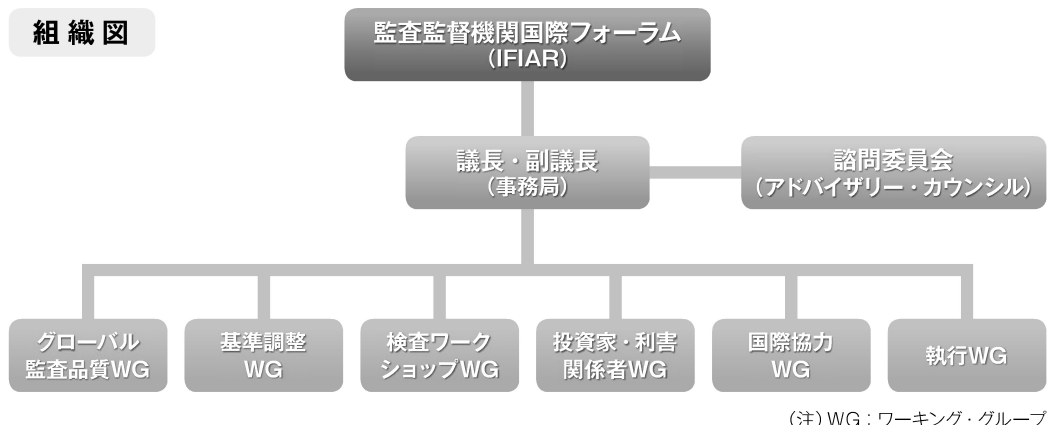 組織図
監査監督機関国際フォーラム
(IFIAR)
議長・副議長
(事務局)
諮問委員会
(アドバイザリー・カウンシル)
グローバル
監査品質WG
基準調整
WG
検査ワーク
ショップWG
投資家・利害
関係者WG
国際協力
WG
執行WG
(注)WG:ワーキング・グループ